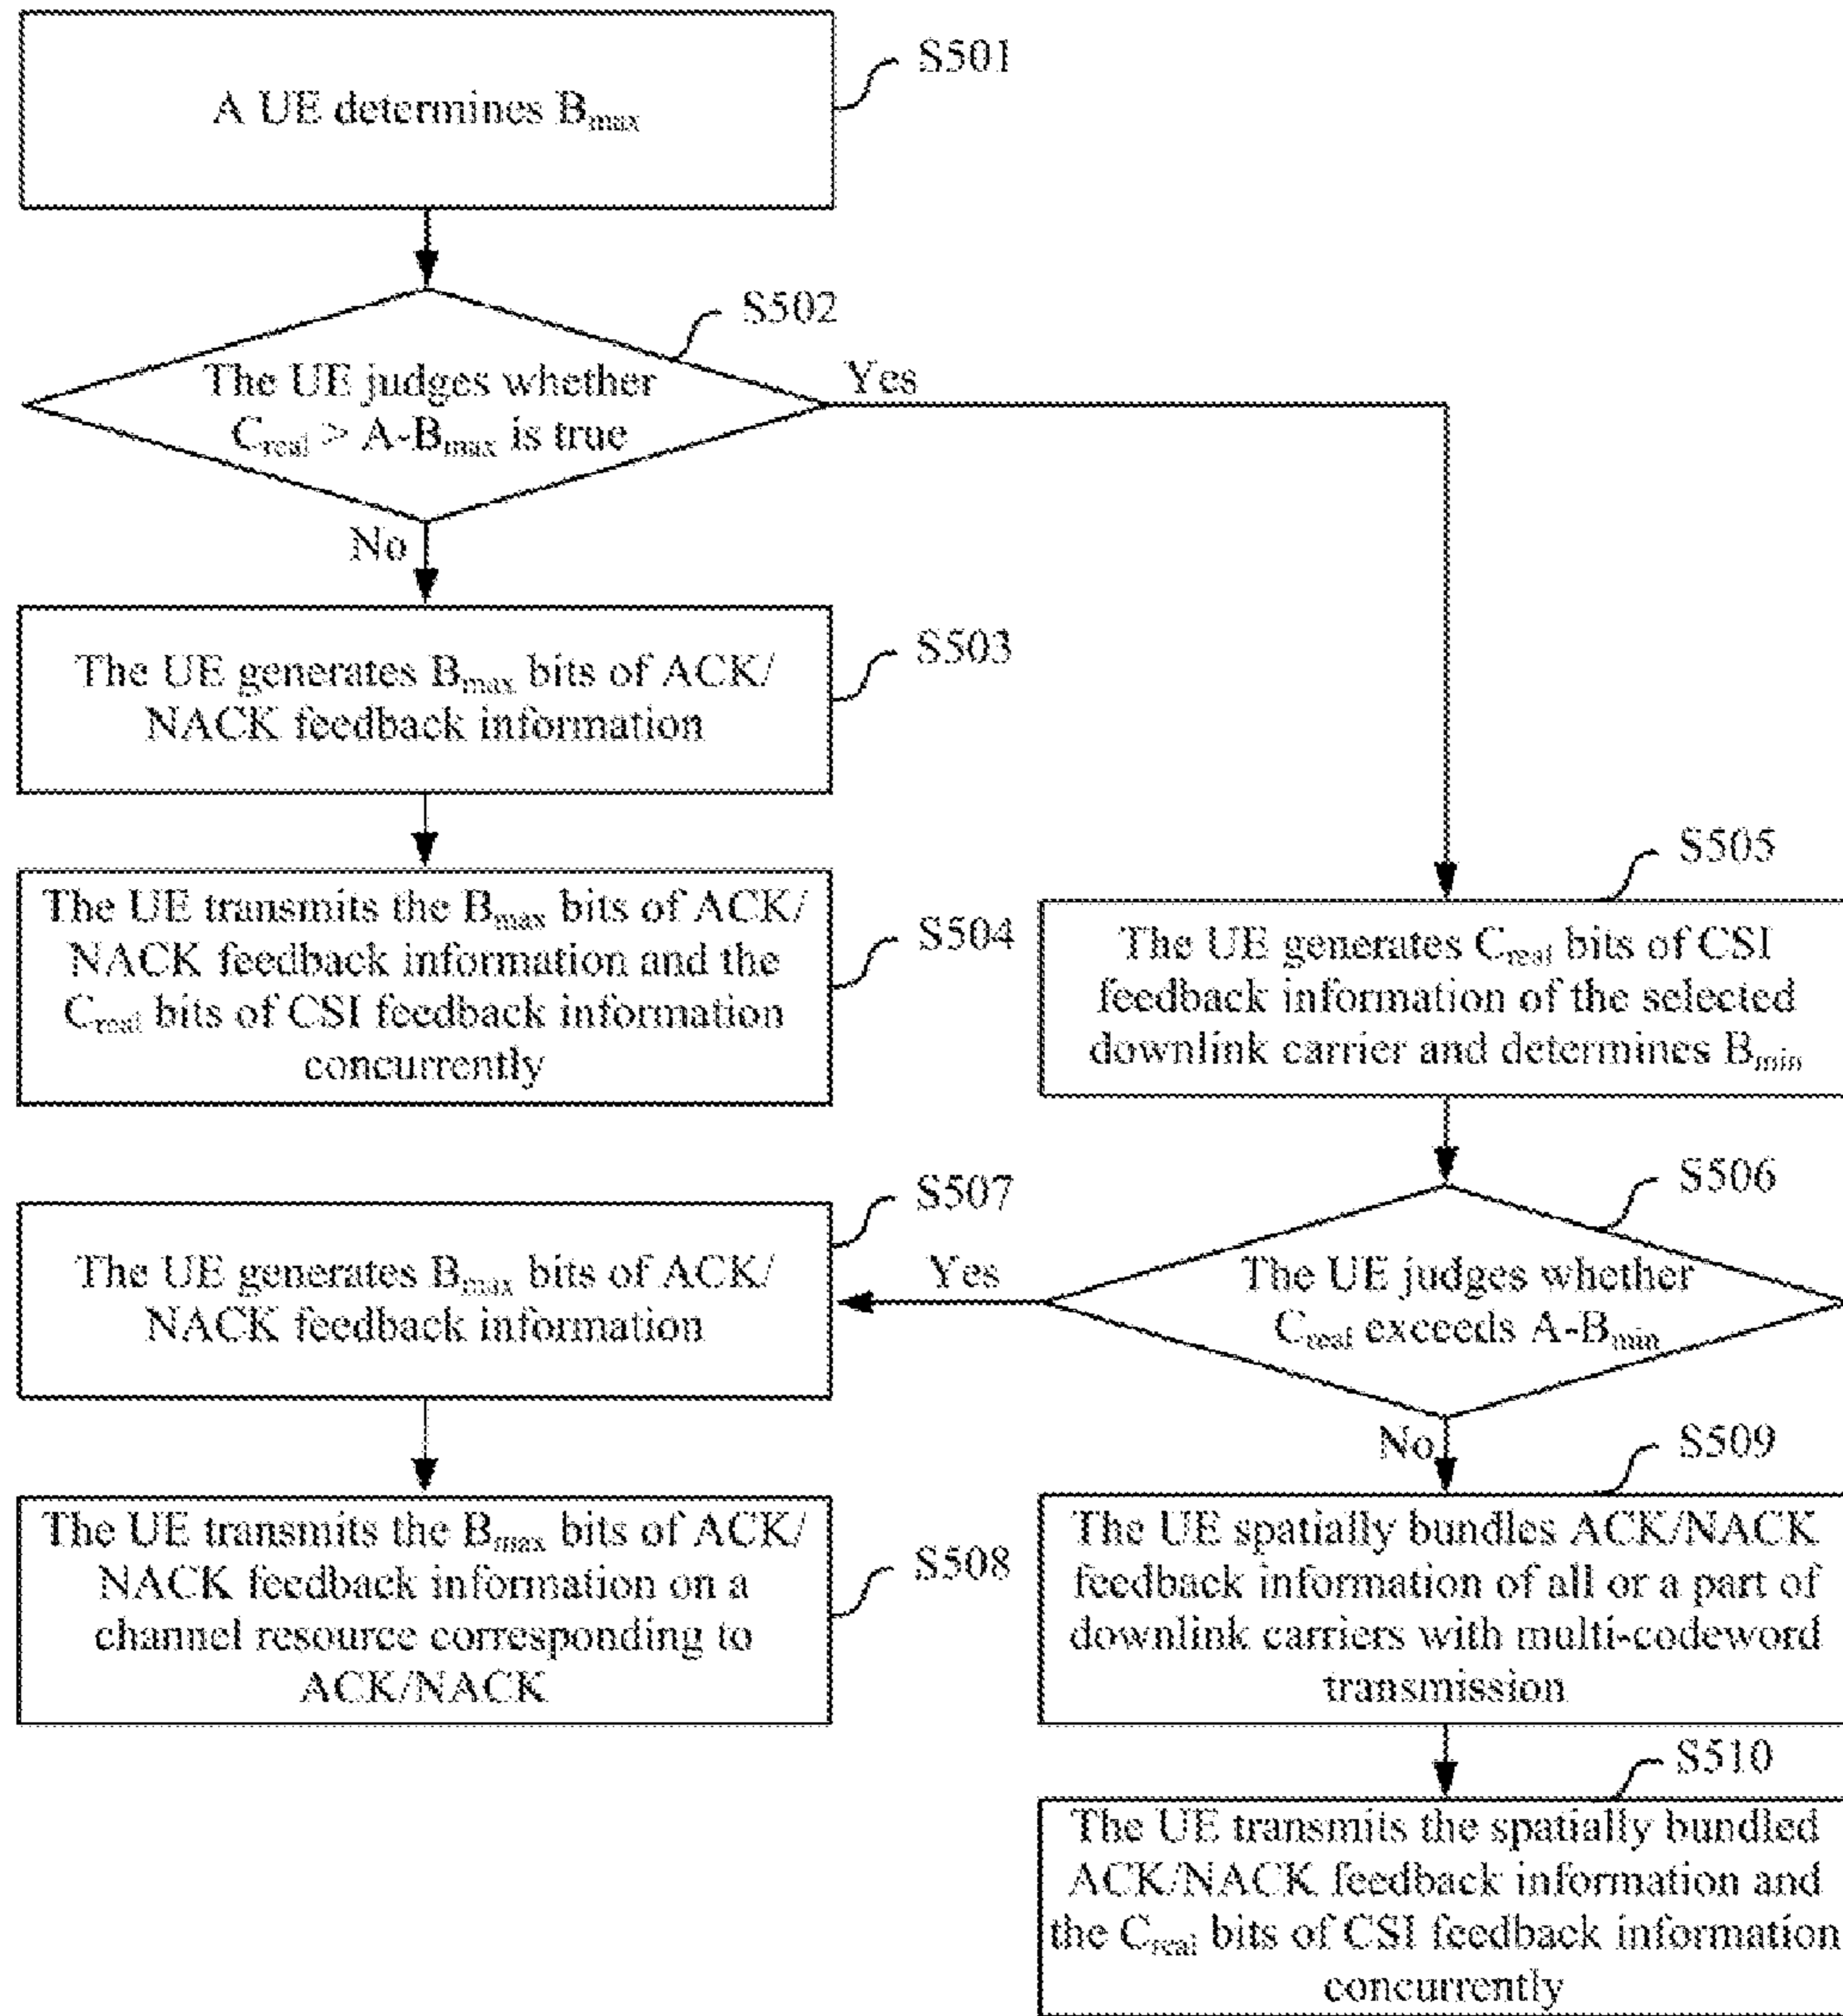 S501
A UE determines Bmax
S502
The UE judges whether
Creal > A-Bmax is true
Yes
No
S503
The UE generates Bmax bits of ACK/
NACK feedback information
S504
The UE transmits the Bmax bits of ACK/
NACK feedback information and the
Creal bits of CSI feedback information
concurrently
S505
The UE generates Creal bits of CSI
feedback information of the selected
downlink carrier and determines Bmin
S506
The UE judges whether
Creal exceeds A-Bmin
Yes
No
S507
The UE generates Bmax bits of ACK/
NACK feedback information
S508
The UE transmits the Bmax bits of ACK/
NACK feedback information on a
channel resource corresponding to
ACK/NACK
S509
The UE spatially bundles ACK/NACK
feedback information of all or a part of
downlink carriers with multi-codeword
transmission
S510
The UE transmits the spatially bundled
ACK/NACK feedback information and
the Creal bits of CSI feedback information
concurrently